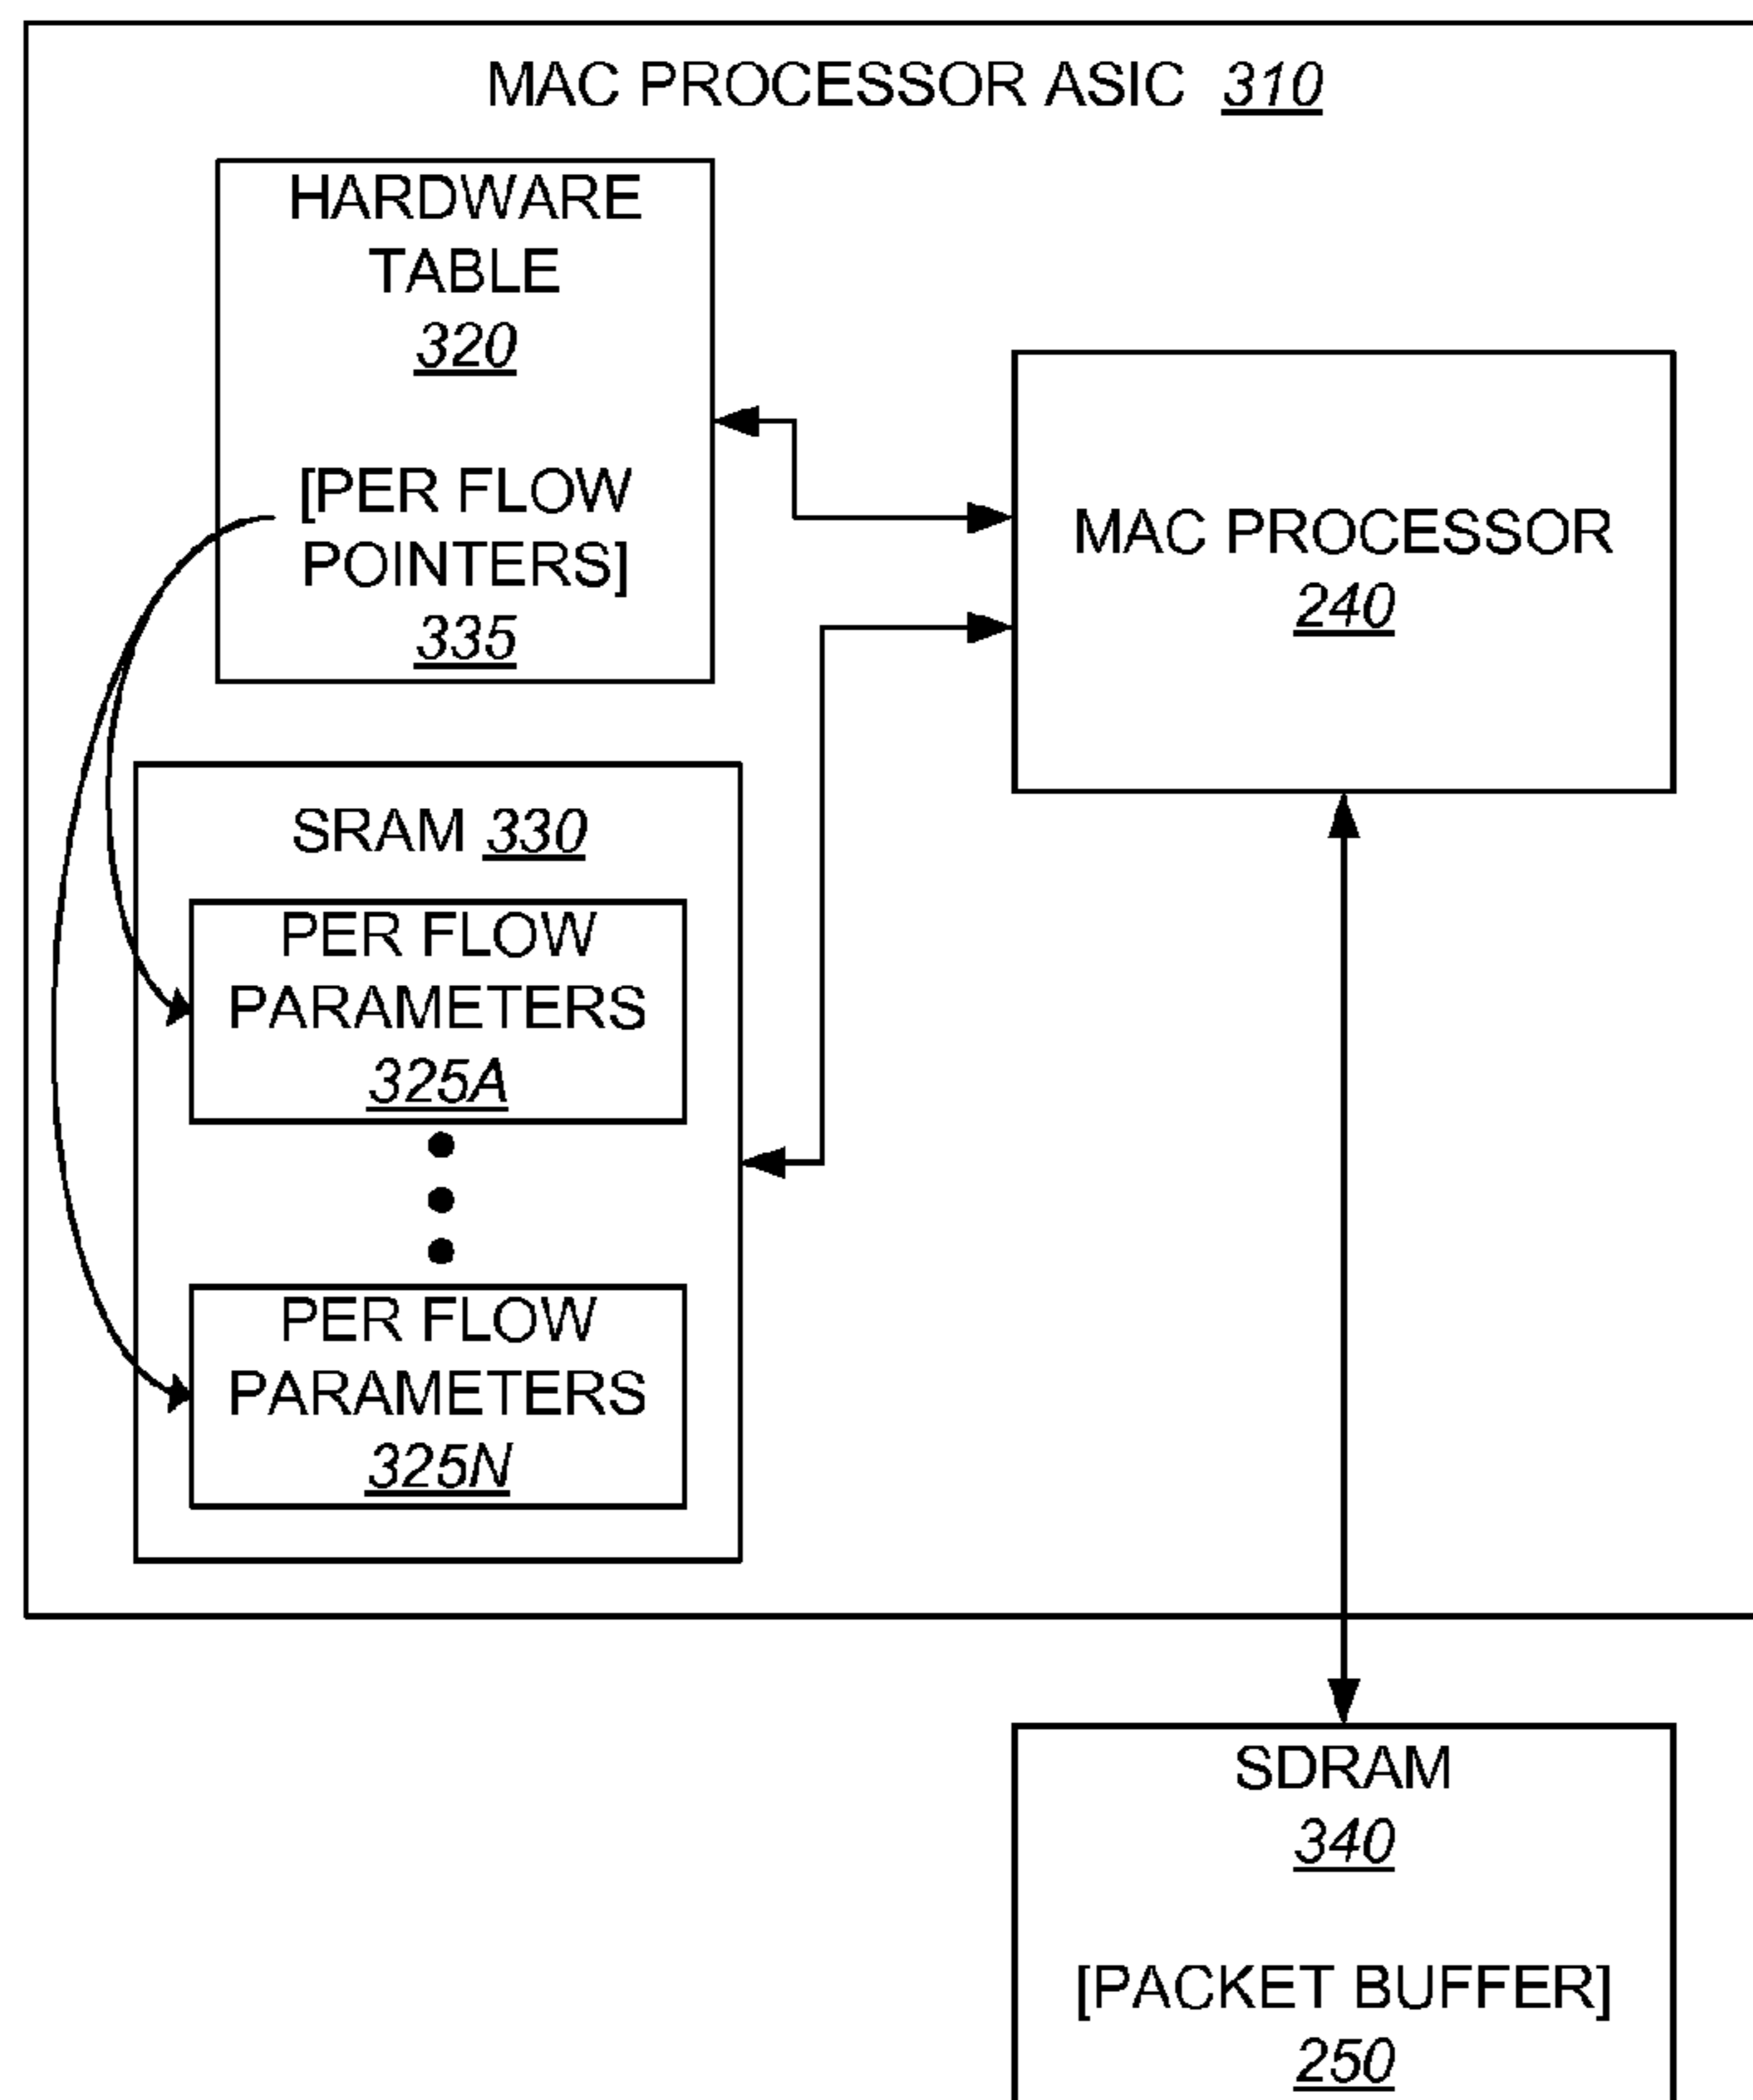 MAC PROCESSOR ASIC 310
HARDWARE
TABLE
320
[PER FLOW
POINTERS]
335
MAC PROCESSOR
240
SRAM 330
PER FLOW
PARAMETERS
325A
PER FLOW
PARAMETERS
325N
SDRAM
340
[PACKET BUFFER]
250